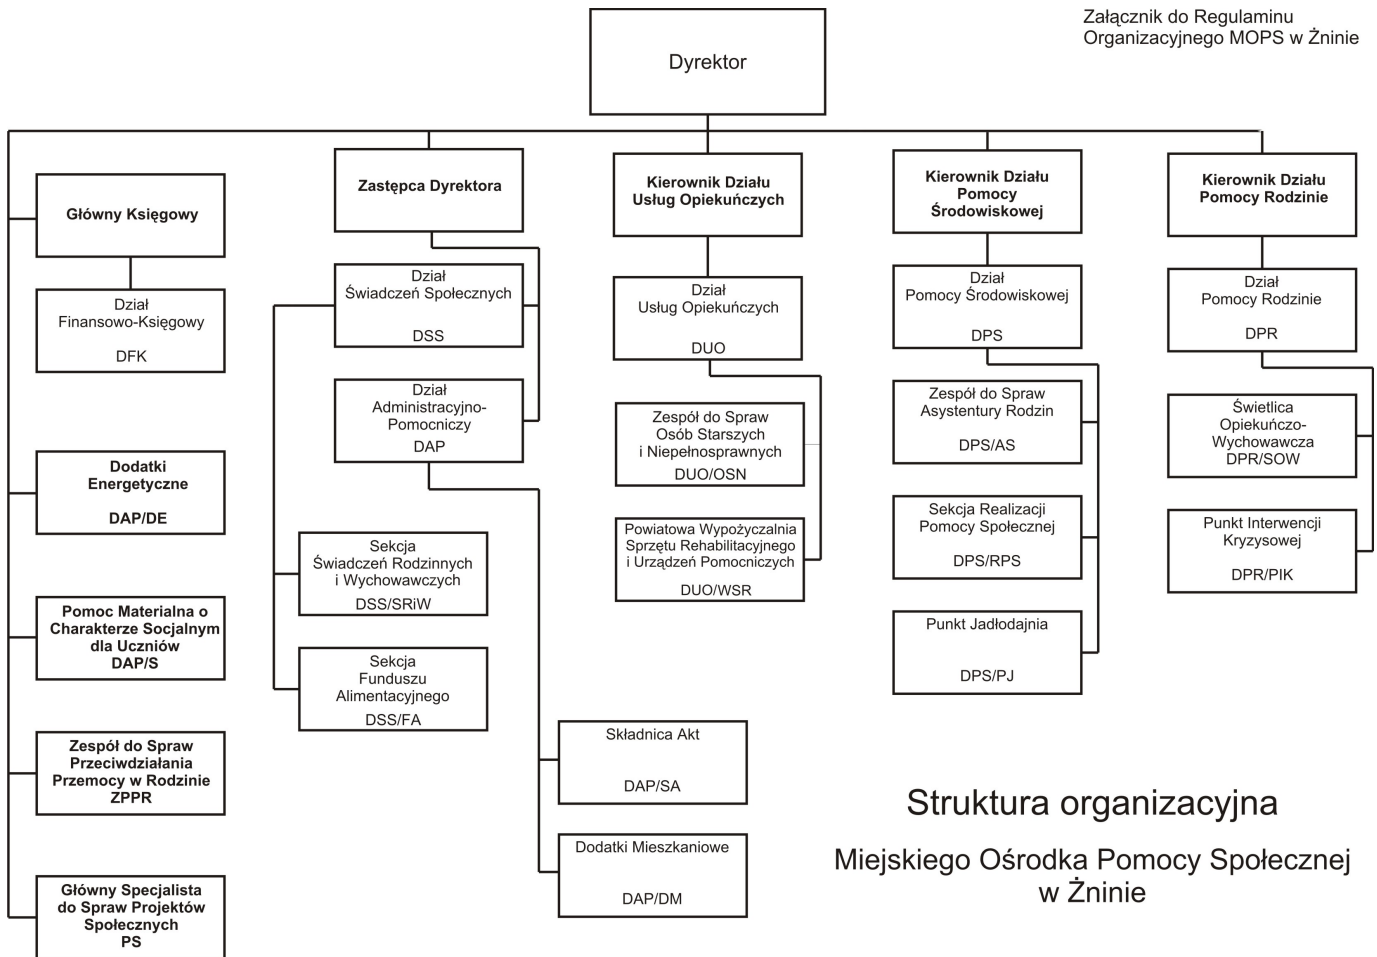 Załącznik do Regulaminu
Organizacyjnego MOPS w Żninie
Dyrektor
Główny Księgowy
Dział
Finansowo-Księgowy
DFK
Dodatki
Energetyczne
DAP/DE
Pomoc Materialna o
Charakterze Socjalnym
dla Uczniów
DAP/S
Zespół do Spraw
Przeciwdziałania
Przemocy w Rodzinie
ZPPR
Główny Specjalista
do Spraw Projektów
Społecznych
PS
Zastępca Dyrektora
Dział
Świadczeń Społecznych
DSS
Dział
Administracyjno-
Pomocniczy
DAP
Sekcja
Świadczeń Rodzinnych
i Wychowawczych
DSS/SRiW
Sekcja
Funduszu
Alimentacyjnego
DSS/FA
Składnica Akt
DAP/SA
Dodatki Mieszkaniowe
DAP/DM
Kierownik Działu
Usług Opiekuńczych
Dział
Usług Opiekuńczych
DUO
Zespół do Spraw
Osób Starszych
i Niepełnosprawnych
DUO/OSN
Powiatowa Wypożyczalnia
Sprzętu Rehabilitacyjnego
i Urządzeń Pomocniczych
DUO/WSR
Kierownik Działu
Pomocy
Środowiskowej
Dział
Pomocy Środowiskowej
DPS
Zespół do Spraw
Asystentury Rodzin
DPS/AS
Sekcja Realizacji
Pomocy Społecznej
DPS/RPS
Punkt Jadłodajnia
DPS/PJ
Kierownik Działu
Pomocy Rodzinie
Dział
Pomocy Rodzinie
DPR
Świetlica
Opiekuńczo-
Wychowawcza
DPR/SOW
Punkt Interwencji
Kryzysowej
DPR/PIK
Struktura organizacyjna
Miejskiego Ośrodka Pomocy Społecznej
w Żninie